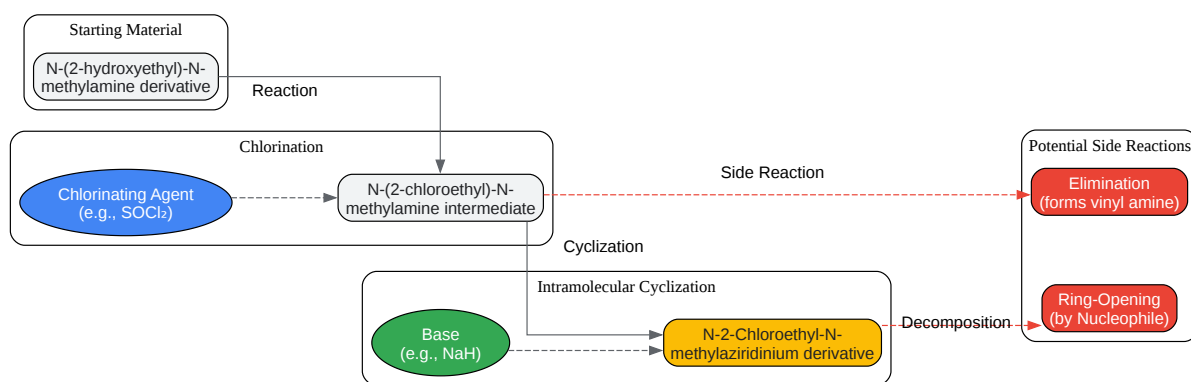 Starting Material
N-(2-hydroxyethyl)-N-
methylamine derivative
Reaction
Chlorination
Chlorinating Agent
(e.g., SOCl₂)
N-(2-chloroethyl)-N-
methylamine intermediate
Side Reaction
Potential Side Reactions
Elimination
(forms vinyl amine)
Cyclization
Intramolecular Cyclization
Base
(e.g., NaH)
N-2-Chloroethyl-N-
methylaziridinium derivative
Decomposition
Ring-Opening
(by Nucleophile)